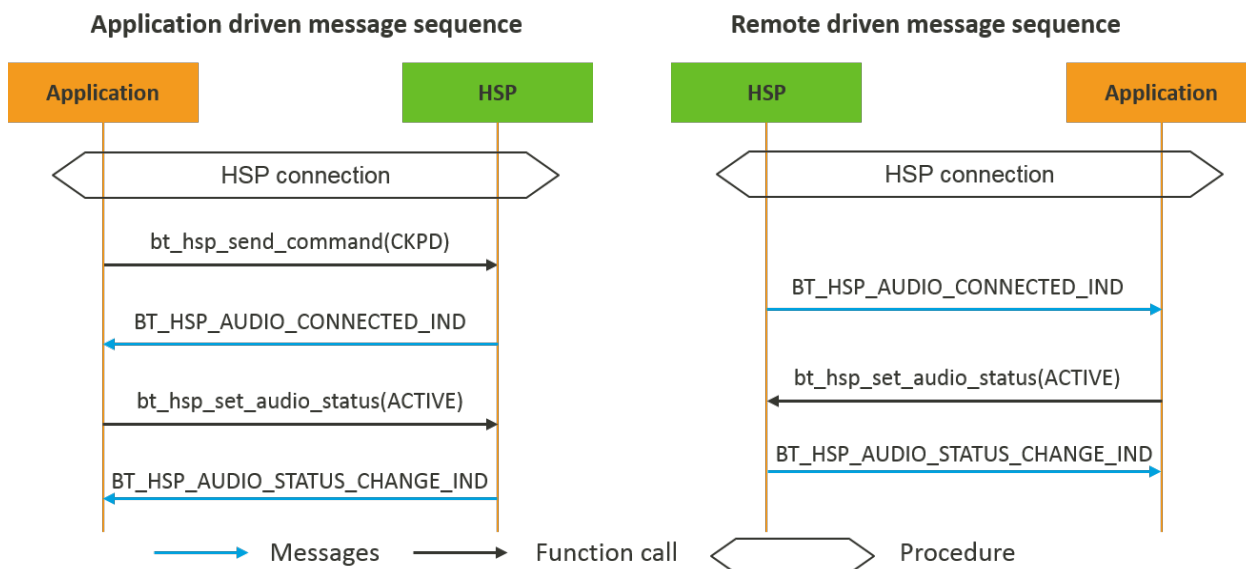 Application driven message sequence
Application
HSP
HSP connection
bt_hsp_send_command(CKPD)
BT_HSP_AUDIO_CONNECTED_IND
bt_hsp_set_audio_status(ACTIVE)
BT_HSP_AUDIO_STATUS_CHANGE_IND
Remote driven message sequence
HSP
Application
HSP connection
BT_HSP_AUDIO_CONNECTED_IND
bt_hsp_set_audio_status(ACTIVE)
BT_HSP_AUDIO_STATUS_CHANGE_IND
Messages
Function call
Procedure